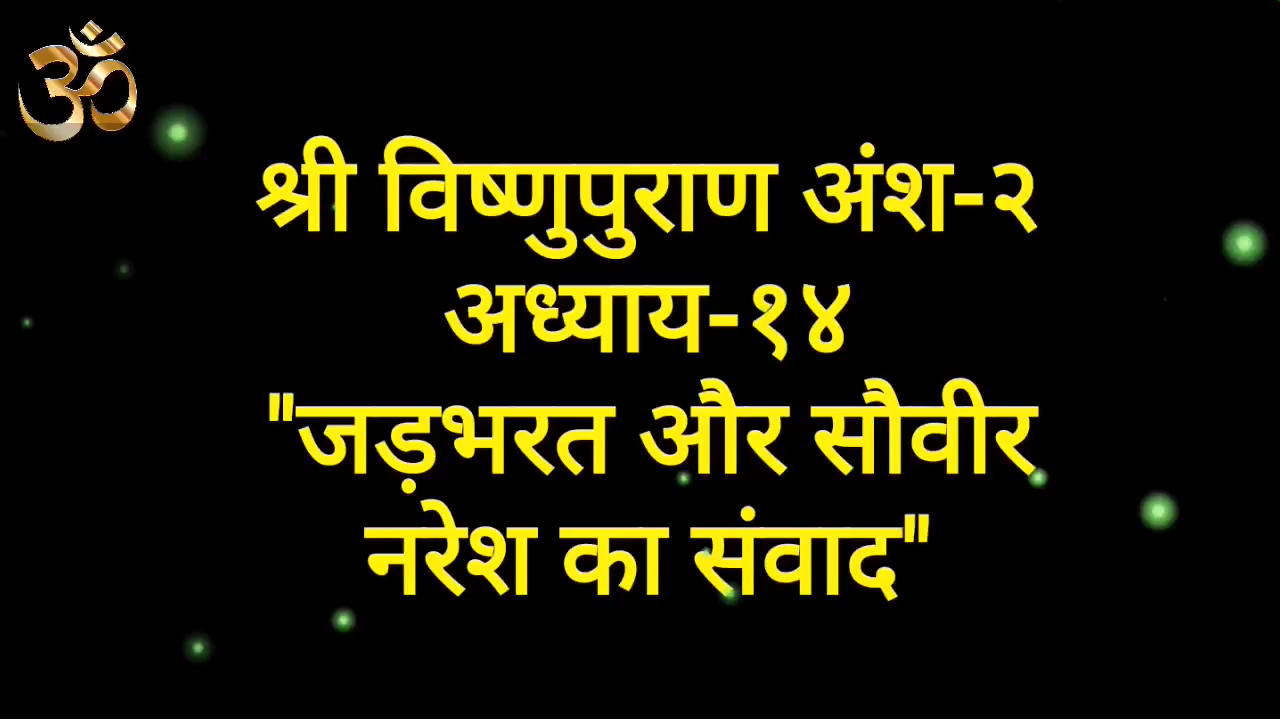 ॐ
श्री विष्णुपुराण अंश-२
अध्याय-१४
"जड़भरत और सौवीर
नरेश का संवाद"